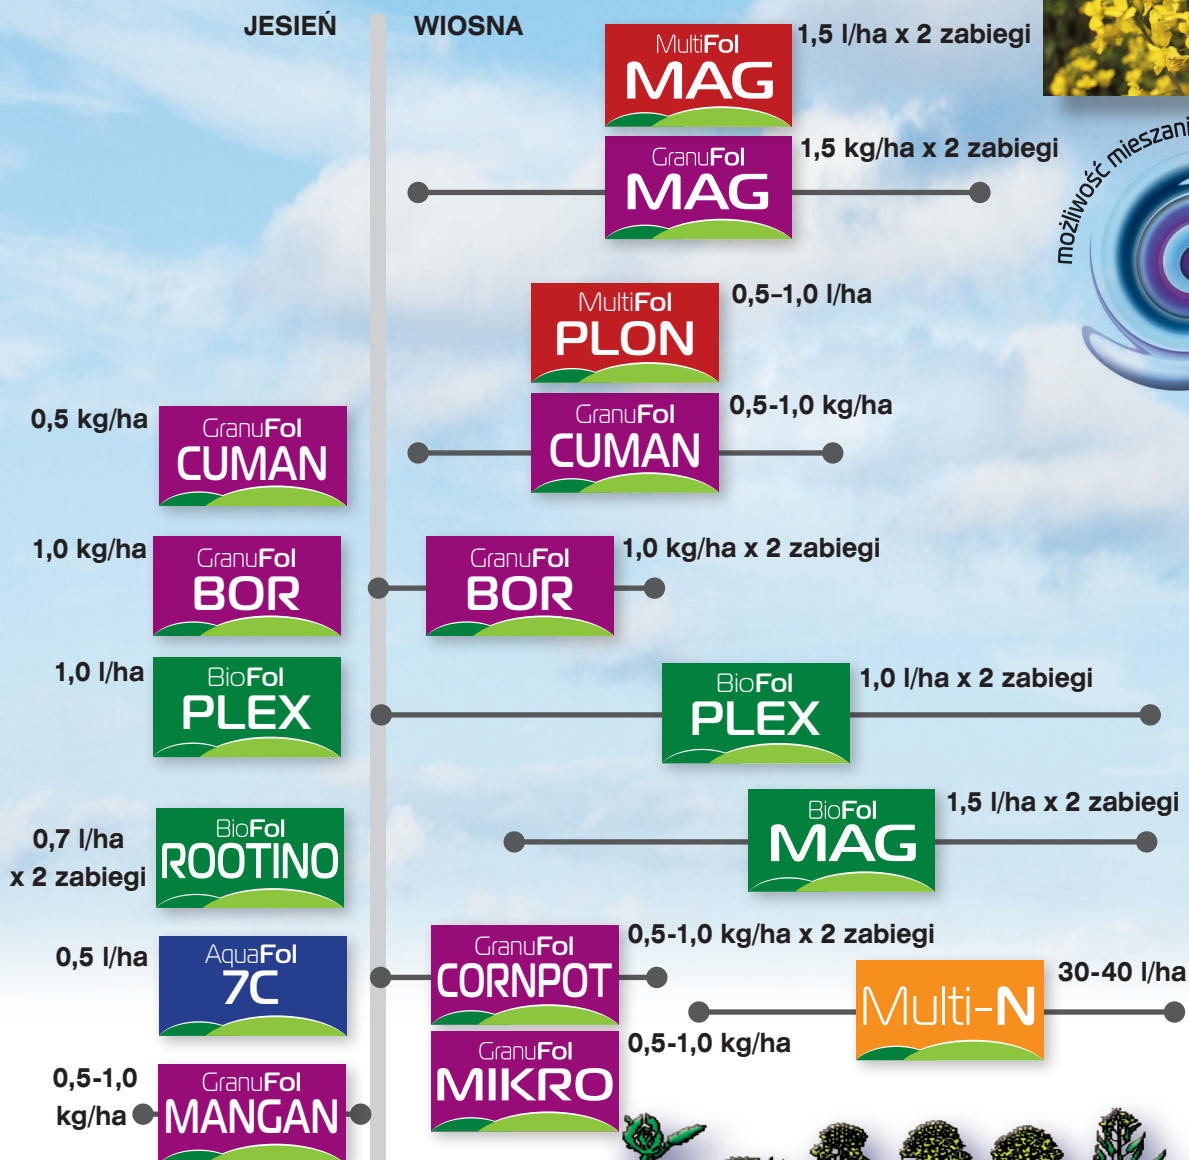 JESIEŃ
WIOSNA
MultiFol
MAG
1,5 l/ha x 2 zabiegi
GranuFol
MAG
1,5 kg/ha x 2 zabiegi
możliwość
MultiFol
PLON
0,5–1,0 l/ha
0,5 kg/ha
GranuFol
CUMAN
GranuFol
CUMAN
0,5-1,0 kg/ha
1,0 kg/ha
GranuFol
BOR
GranuFol
BOR
1,0 kg/ha x 2 zabiegi
1,0 l/ha
BioFol
PLEX
BioFol
PLEX
1,0 l/ha x 2 zabiegi
BioFol
MAG
1,5 l/ha x 2 zabiegi
0,7 l/ha
x 2 zabiegi
BioFol
ROOTINO
0,5 l/ha
AquaFol
7C
GranuFol
CORNPOT
0,5-1,0 kg/ha x 2 zabiegi
Multi-N
30-40 l/ha
GranuFol
MIKRO
0,5-1,0 kg/ha
0,5-1,0
kg/ha
GranuFol
MANGAN